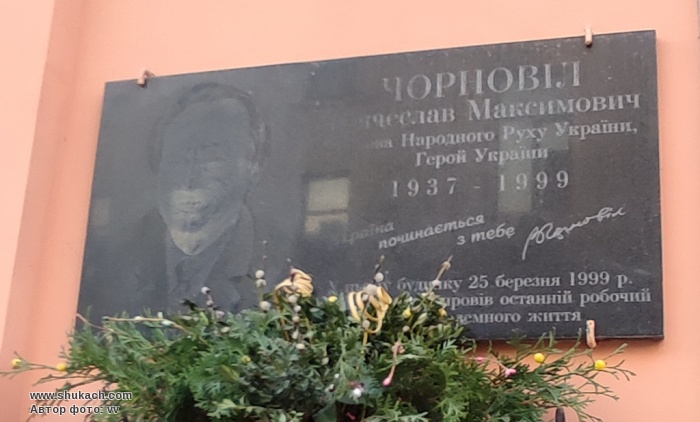 ЧОРНОВІЛ
Максимович
Народного Руху України,
Герой України
1937 - 1999
починається
з тебе
будинку 25 березня 1999 р.
останній робочий
життя
www.shukach.com
Автор фото: vv